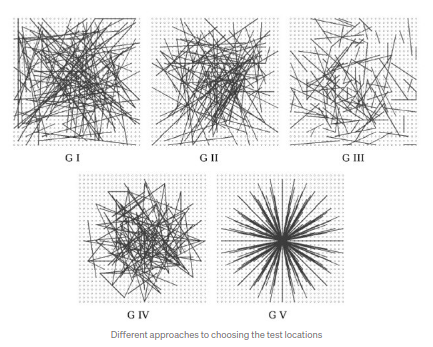 G I
G II
G III
G IV
G V
Different approaches to choosing the test locations